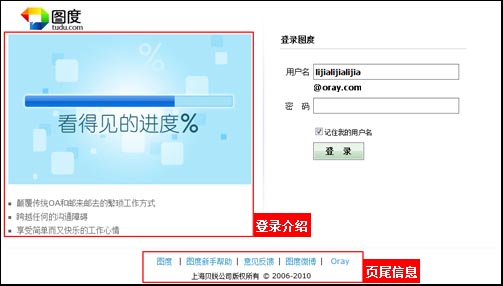 图度
tudu.com
%
看得见的进度%
颠覆传统OA和邮来邮去的繁琐工作方式
跨越任何的沟通障碍
享受简单而又快乐的工作心情
登录介绍
登录图度
用户名 lijialijialijia
@oray.com
密 码
记住我的用户名
登 录
图度 | 图度新手帮助 | 意见反馈 | 图度微博 | Oray
上海贝锐公司版权所有 © 2006-2010
页尾信息